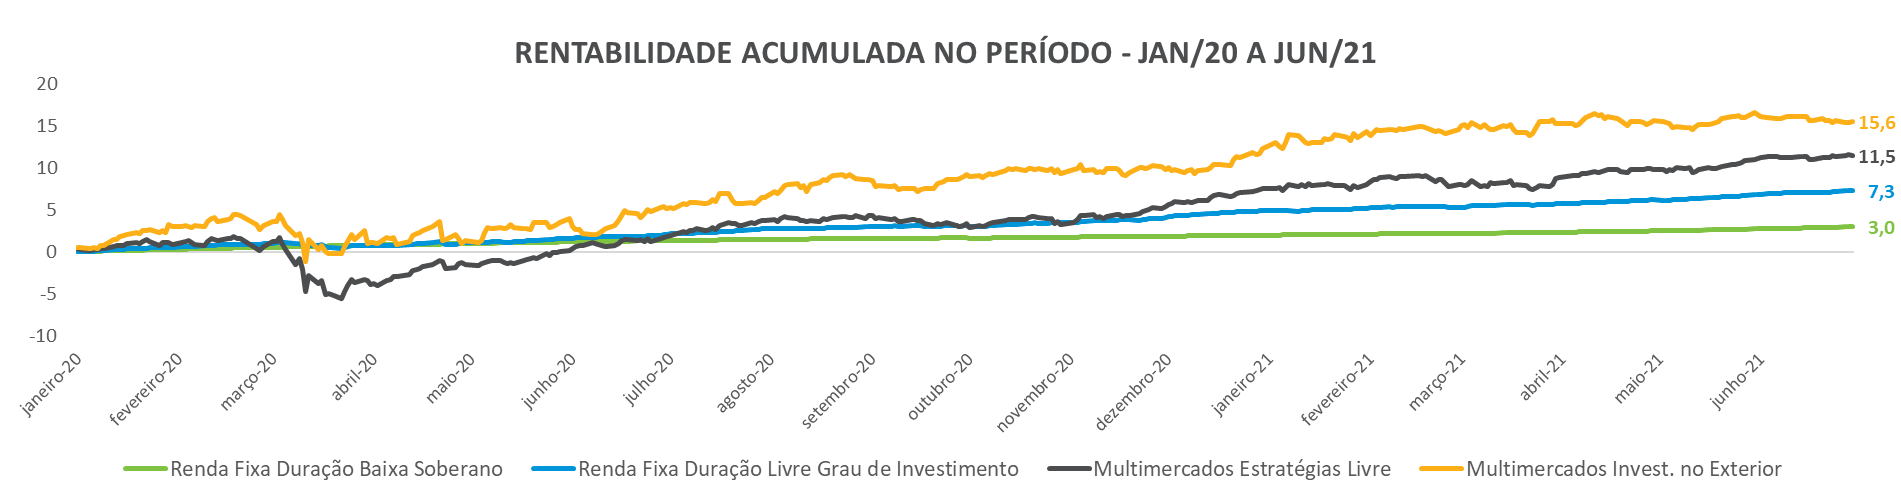 RENTABILIDADE ACUMULADA NO PERÍODO - JAN/20 A JUN/21
20
15
10
5
0
-5
-10
15,6
11,5
7,3
3,0
janeiro-20
fevereiro-20
março-20
abril-20
maio-20
junho-20
julho-20
agosto-20
setembro-20
outubro-20
novembro-20
dezembro-20
janeiro-21
fevereiro-21
março-21
abril-21
maio-21
junho-21
Renda Fixa Duração Baixa Soberano
Renda Fixa Duração Livre Grau de Investimento
Multimercados Estratégias Livre
Multimercados Invest. no Exterior